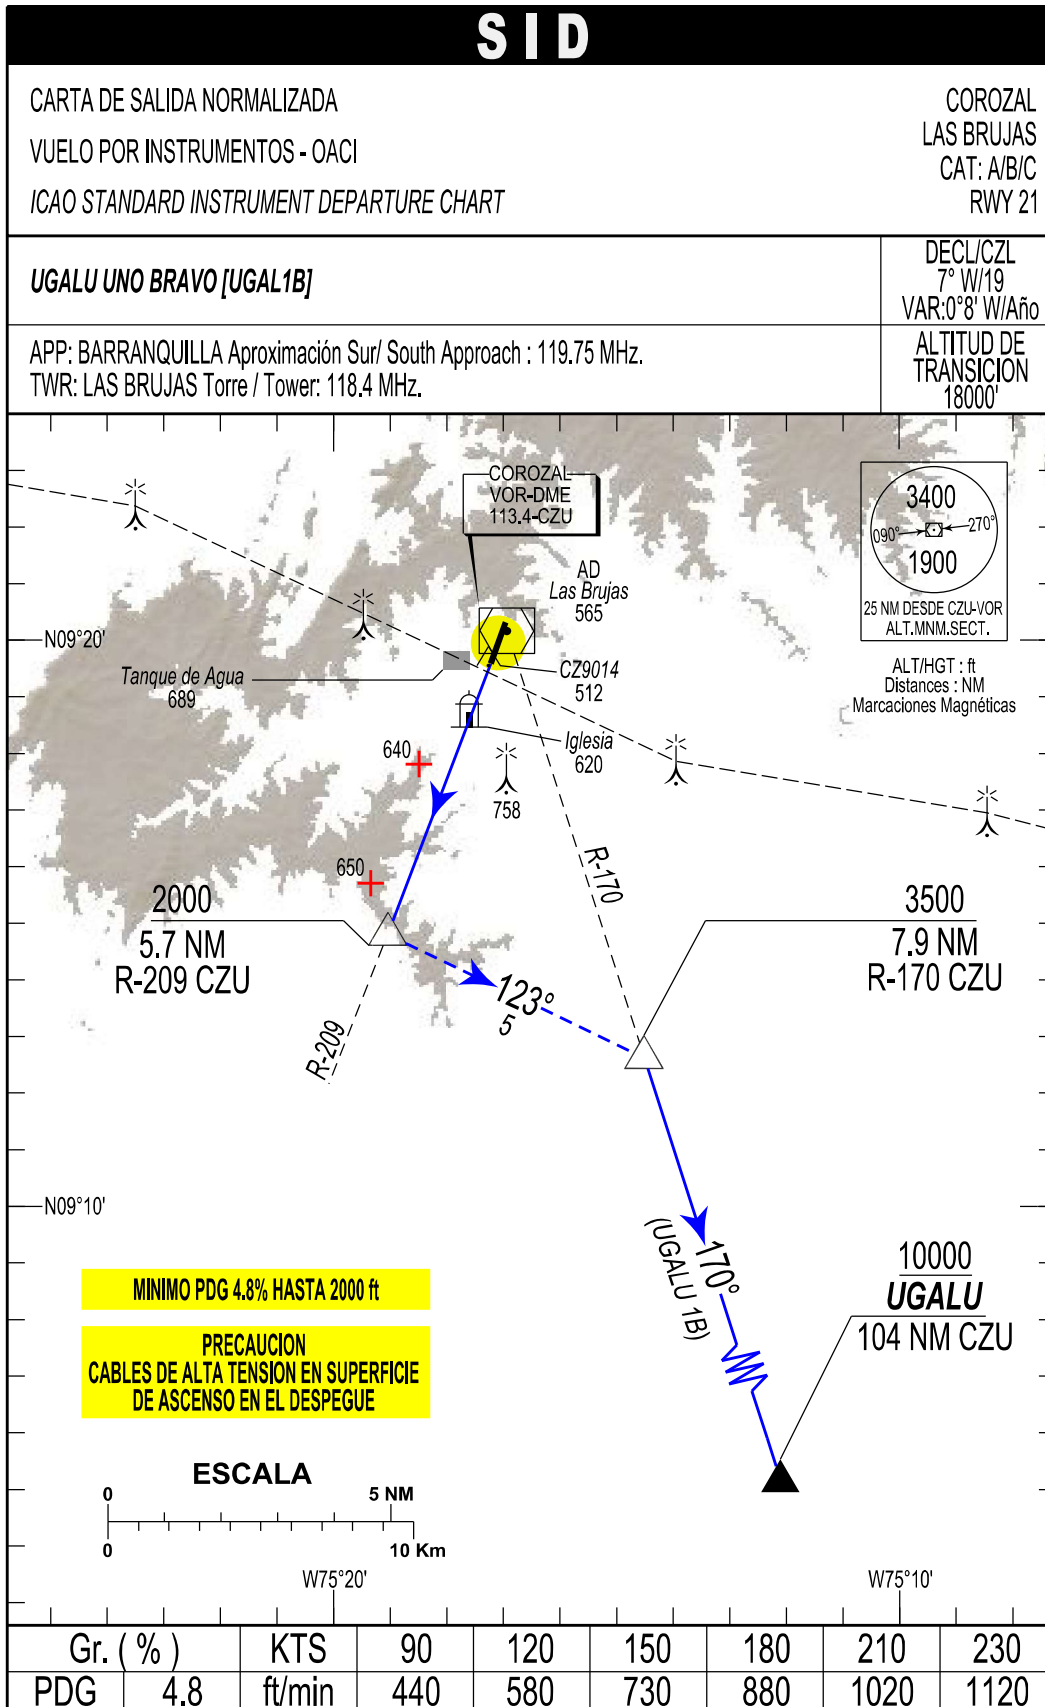 SID
CARTA DE SALIDA NORMALIZADA
VUELO POR INSTRUMENTOS - OACI
ICAO STANDARD INSTRUMENT DEPARTURE CHART
COROZAL
LAS BRUJAS
CAT: A/B/C
RWY 21
UGALU UNO BRAVO [UGAL1B]
DECL/CZL
7° W/19
VAR:0°8' W/Año
APP: BARRANQUILLA Aproximación Sur/ South Approach : 119.75 MHz.
TWR: LAS BRUJAS Torre / Tower: 118.4 MHz.
ALTITUD DE
TRANSICION
18000'
COROZAL
VOR-DME
113.4-CZU
3400
090°
270°
1900
25 NM DESDE CZU-VOR
ALT.MNM.SECT.
AD
Las Brujas
565
N09°20'
CZ9014
512
Tanque de Agua
689
ALT/HGT : ft
Distances : NM
Marcaciones Magnéticas
Iglesia
620
640
758
650
R-170
2000
5.7 NM
R-209 CZU
3500
7.9 NM
R-170 CZU
123°
5
R-209
N09°10'
170°
(UGALU 1B)
10000
UGALU
104 NM CZU
MINIMO PDG 4.8% HASTA 2000 ft
PRECAUCION
CABLES DE ALTA TENSION EN SUPERFICIE
DE ASCENSO EN EL DESPEGUE
ESCALA
0 5 NM
0 10 Km
W75°20'
W75°10'
Gr. ( % ) KTS 90 120 150 180 210 230
PDG 4.8 ft/min 440 580 730 880 1020 1120